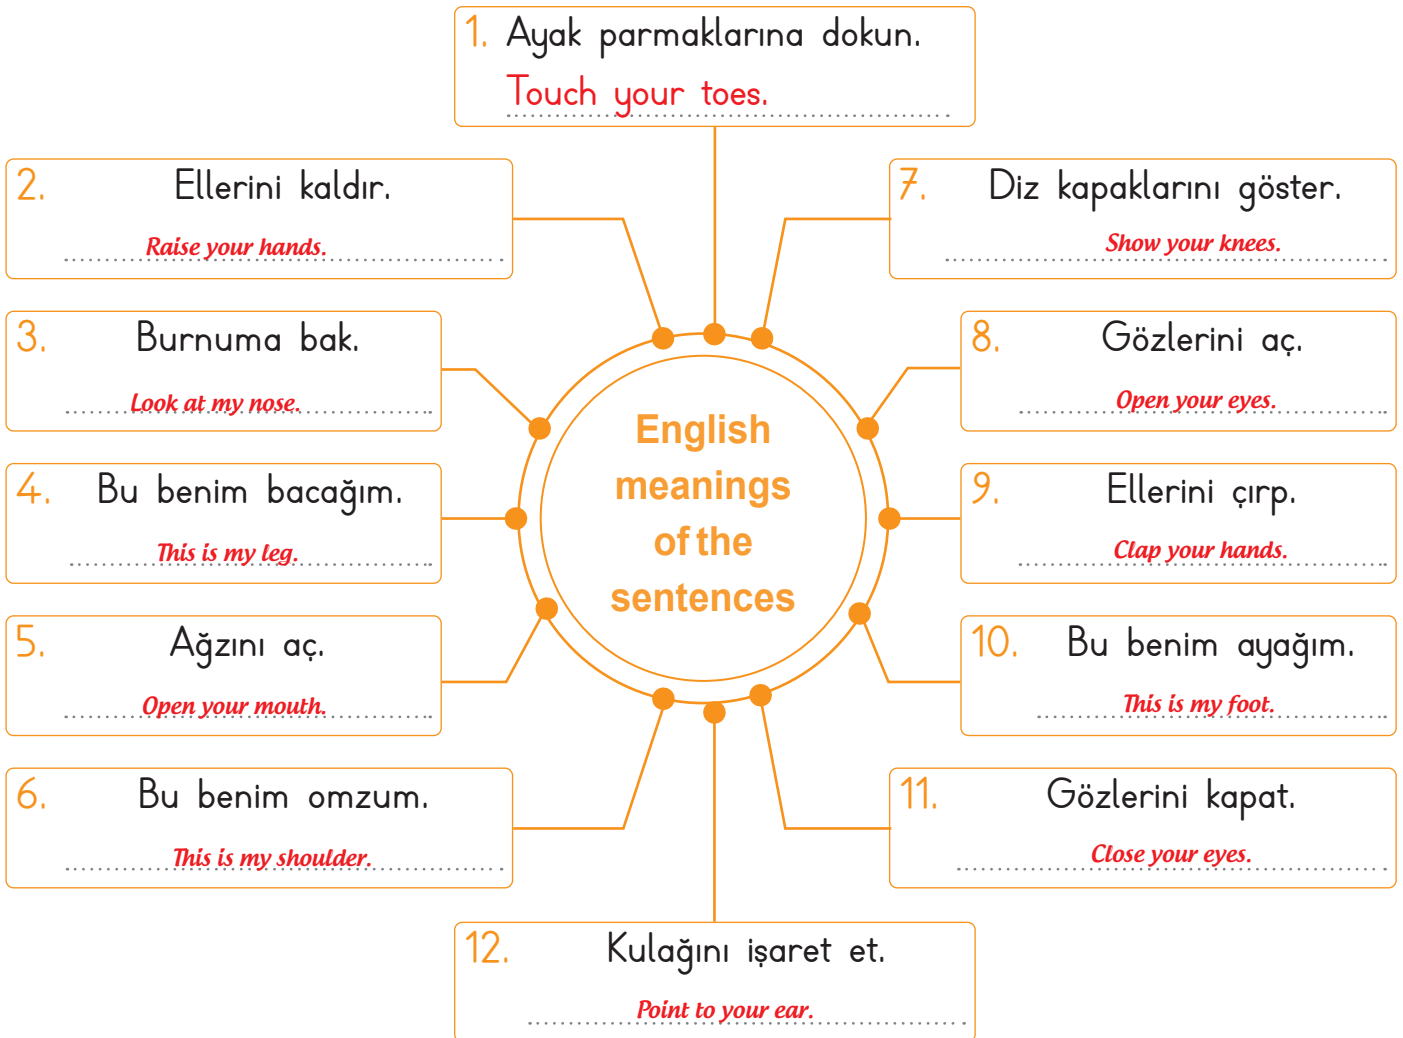 1. Ayak parmaklarına dokun.
Touch your toes.
2. Ellerini kaldır.
Raise your hands.
3. Burnuma bak.
Look at my nose.
4. Bu benim bacağım.
This is my leg.
5. Ağzını aç.
Open your mouth.
6. Bu benim omzum.
This is my shoulder.
English
meanings
of the
sentences
7. Diz kapaklarını göster.
Show your knees.
8. Gözlerini aç.
Open your eyes.
9. Ellerini çırp.
Clap your hands.
10. Bu benim ayağım.
This is my foot.
11. Gözlerini kapat.
Close your eyes.
12. Kulağını işaret et.
Point to your ear.